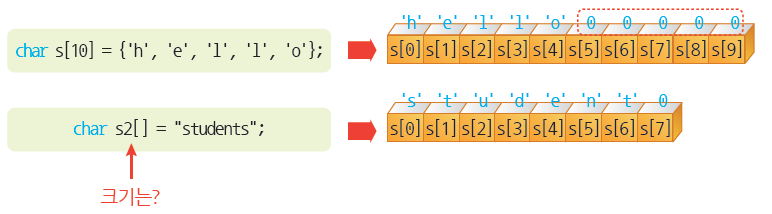 'h' 'e' 'l' 'l' 'o' 0 0 0 0 0
char s[10] = {'h', 'e', 'l', 'l', 'o'};
s[0] s[1] s[2] s[3] s[4] s[5] s[6] s[7] s[8] s[9]
's' 't' 'u' 'd' 'e' 'n' 't' 0
char s2[] = "students";
s[0] s[1] s[2] s[3] s[4] s[5] s[6] s[7]
크기는?